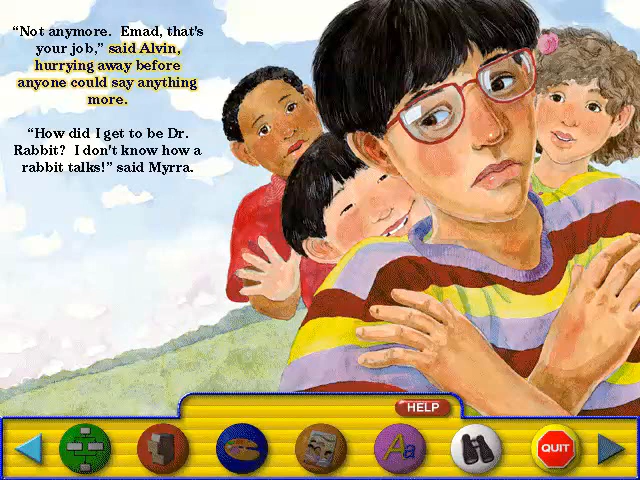 “Not anymore.  Emad, that's
your job,” said Alvin,
hurrying away before
anyone could say anything
more.
“How did I get to be Dr.
Rabbit?  I don't know how a
rabbit talks!” said Myrra.
HELP
Aa
QUIT